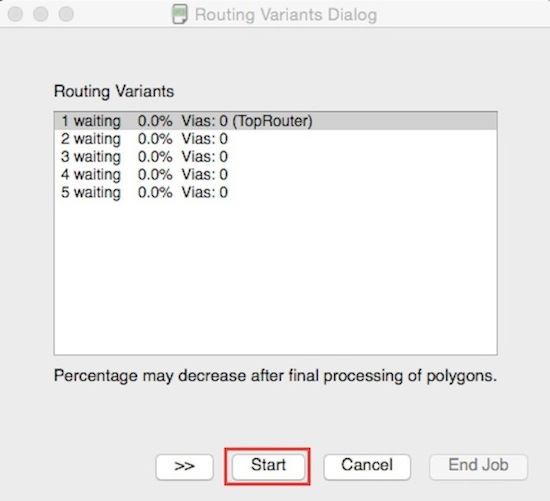 Routing Variants Dialog
Routing Variants
1 waiting 0.0% Vias: 0 (TopRouter)
2 waiting 0.0% Vias: 0
3 waiting 0.0% Vias: 0
4 waiting 0.0% Vias: 0
5 waiting 0.0% Vias: 0
Percentage may decrease after final processing of polygons.
>> Start Cancel End Job